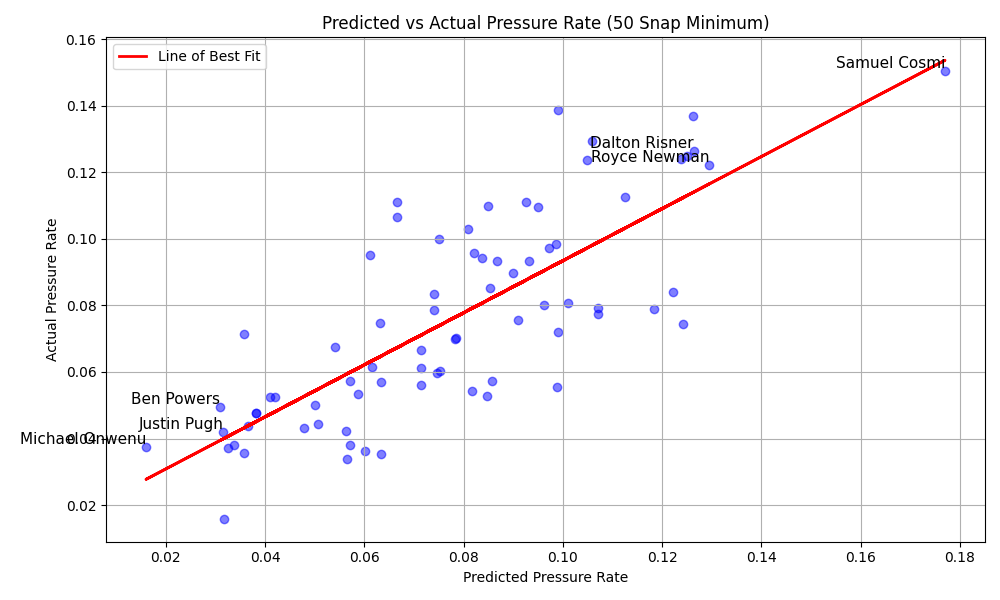 Predicted vs Actual Pressure Rate (50 Snap Minimum)
Line of Best Fit
Samuel Cosmi
Dalton Risner
Royce Newman
Ben Powers
Justin Pugh
Michael Onwenu
Actual Pressure Rate
0.16
0.14
0.12
0.10
0.08
0.06
0.04
0.02
0.02 0.04 0.06 0.08 0.10 0.12 0.14 0.16 0.18
Predicted Pressure Rate